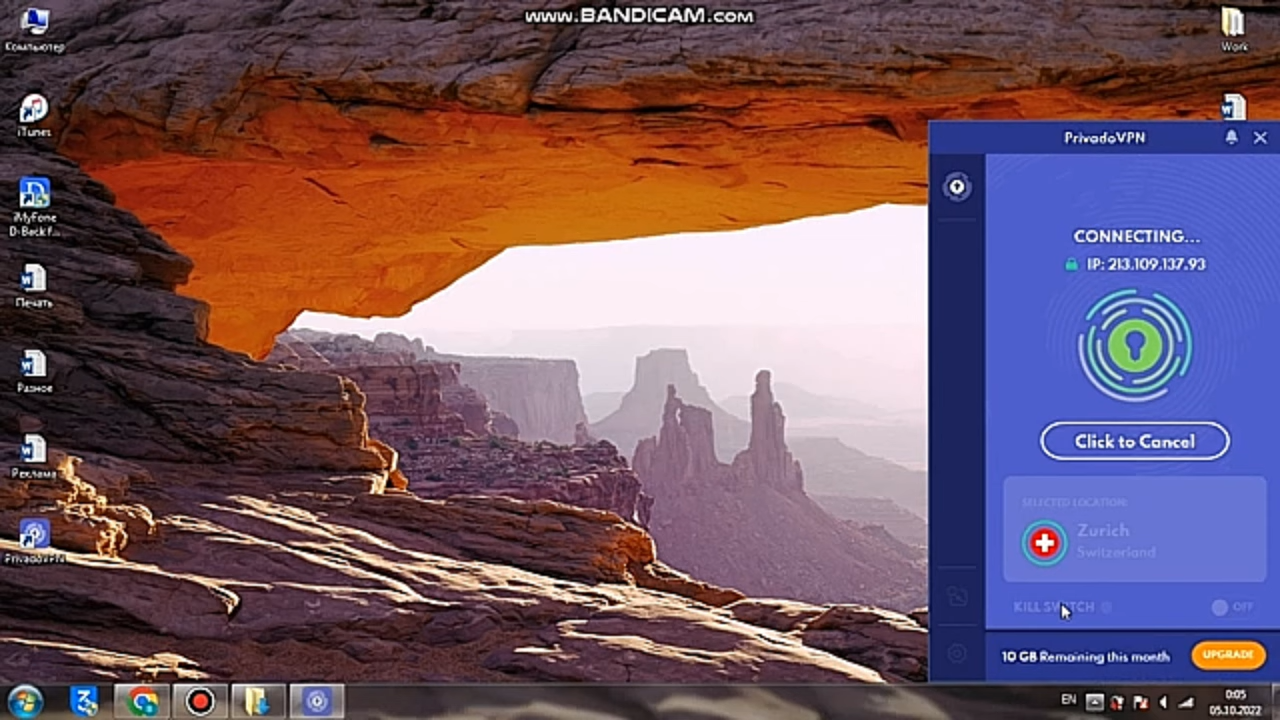 www.BANDICAM.com
Компьютер
iTunes
iMyFone
D-Back f...
Печать
Разное
Реклама
PrivadoVPN
Work
PrivadoVPN
CONNECTING...
IP: 213.109.137.93
Click to Cancel
SELECTED LOCATION:
Zurich
Switzerland
KILL SWITCH
OFF
10 GB Remaining this month
UPGRADE
EN
0:05
05.10.2022